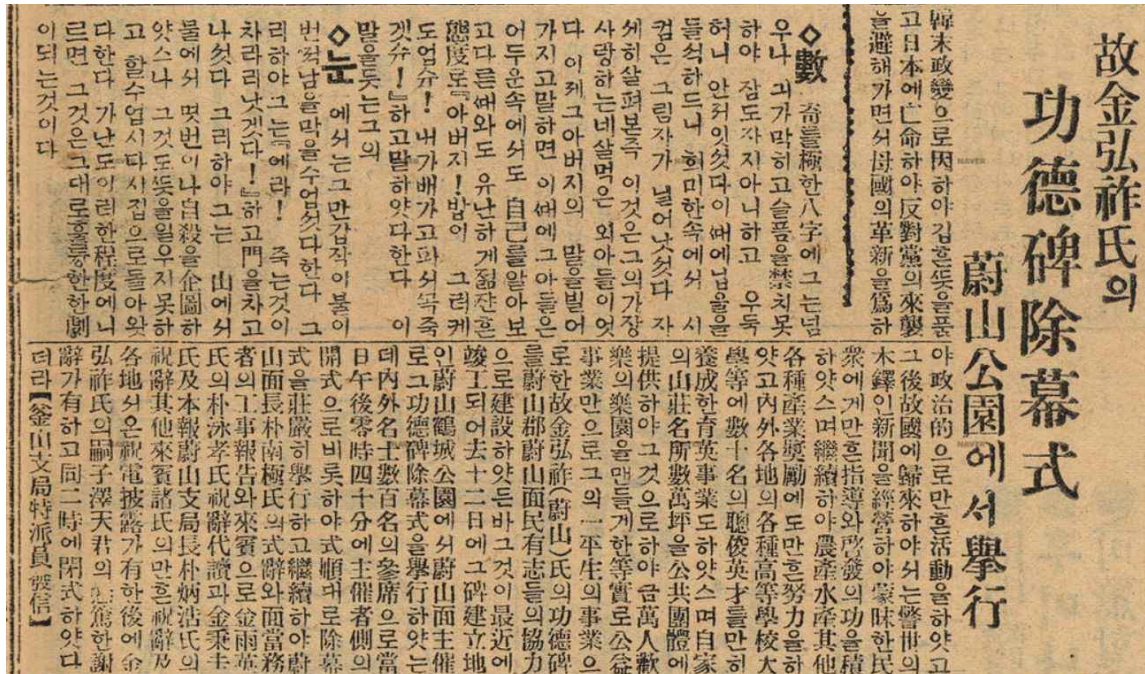 故金弘祚氏의
功德碑除幕式
蔚山公園에서擧行
韓末政變으로因하야깁흔뜻을품
고日本에亡命하야反對黨의來襲
을避해가면서母國의革新을爲하
야政治的으로만흔活動을하얏고
그後故國에歸來하야서는警世의
木鐸인新聞을經營하야蒙昧한民
衆에게만흔指導와啓發의功을積
하얏스며繼續하야農產水產其他
各種產業奬勵에도만흔努力을하
얏고內外各地의各種高等學校大
學等에數十名의聰俊英才를만히
養成한育英事業도하얏스며自家
의山莊名所數萬坪을公共團體에
提供하야그것으로하야금萬人歡
樂의樂園을맨들게한等實로公益
事業만으로그의一平生의事業으
로한故金弘祚(蔚山)氏의功德碑
를蔚山郡蔚山面民有志들의協力
으로建設하얏든바그것이最近에
竣工되어去十二日에그碑建立地
인蔚山鶴城公園에서蔚山面主催
로그功德碑除幕式을擧行하얏는
데內外名士數百名의參席으로當
日午後零時四十分에主催者側의
開式으로비롯하야式順대로除幕
式을莊嚴히擧行하고繼續하야蔚
山面長朴南極氏의式辭와面當務
者의工事報告와來賓으로金雨英
氏의朴泳孝氏祝辭代讀과金秉圭
氏及本報蔚山支局長朴炳浩氏의
祝辭其他來賓諸氏의만흔祝辭及
各地서온祝電披露가有한後에金
弘祚氏의嗣子澤天君의 篤한謝
辭가有하고同二時에閉式하얏다
더라【釜山支局特派員發信】
◇數 奇를極한八字에그는넘
우나 긔가막히고슬픔을禁치못
하야 잠도자지아니하고 우둑
허니 안저잇섯다이때에닙울을
들석하드니 희미한속에서 시
컴은 그림자가 닐어낫섯다 자
세히살펴본즉 이것은그의가장
사랑하는네살먹은 외아들이엇
다 이제그아버지의 말을빌어
가지고말하면 이때에그아들은
어두운속에서도 自己를알아보
고다른때와도 유난하게젊잔흔
態度로『아버지!밥이 그러케
도업슈! 내가배가고파서죽
겟슈!』하고말하얏다한다 이
말을듯는그의
◇눈 에서는그만갑작이불이
번쩍남을막을수업섯다한다 그
리하야그는『에라! 죽는것이
차라리낫겟다!』하고門을차고
나섯다 그리하야그는 山에서
물에서 멧번이나自殺을企圖하
얏스나 그것도뜻을일우지못하
고 할수업시다시집으로돌아왓
다한다 가난도이러한程度에니
르면 그것은그대로훌륭한한劇
이되는것이다
NAVER